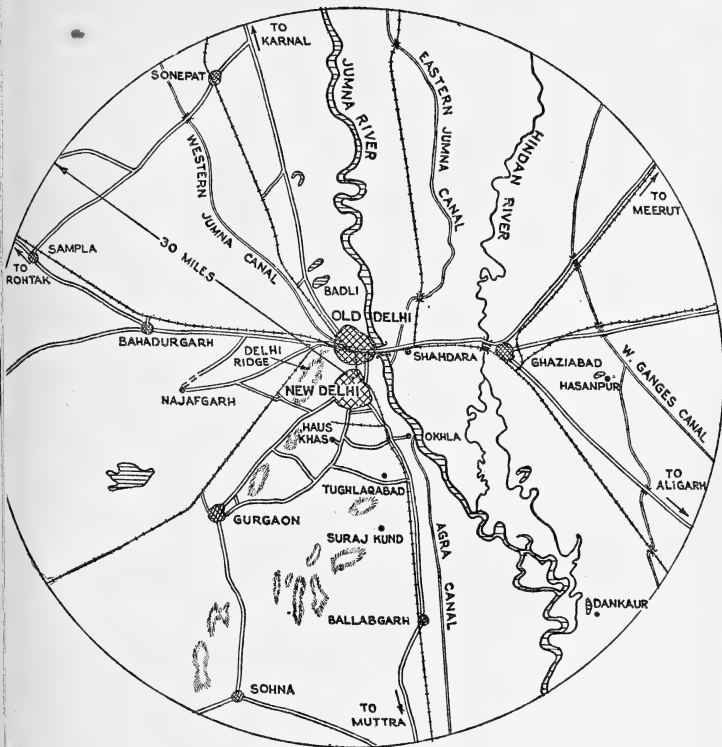 TO
KARNAL
SONEPAT
JUMNA RIVER
EASTERN JUMNA
CANAL
HINDAN RIVER
WESTERN
JUMNA CANAL
TO
MEERUT
SAMPLA
TO
ROHTAK
30 MILES
BADLI
OLD DELHI
BAHADURGARH
DELHI
RIDGE
SHAHDARA
GHAZIABAD
HASANPUR
W. GANGES CANAL
NAJAFGARH
NEW DELHI
HAUS
KHAS
OKHLA
TO
ALIGARH
TUGHLAQABAD
GURGAON
SURAJ KUND
AGRA
CANAL
DANKAUR
BALLABGARH
SOHNA
TO
MUTTRA